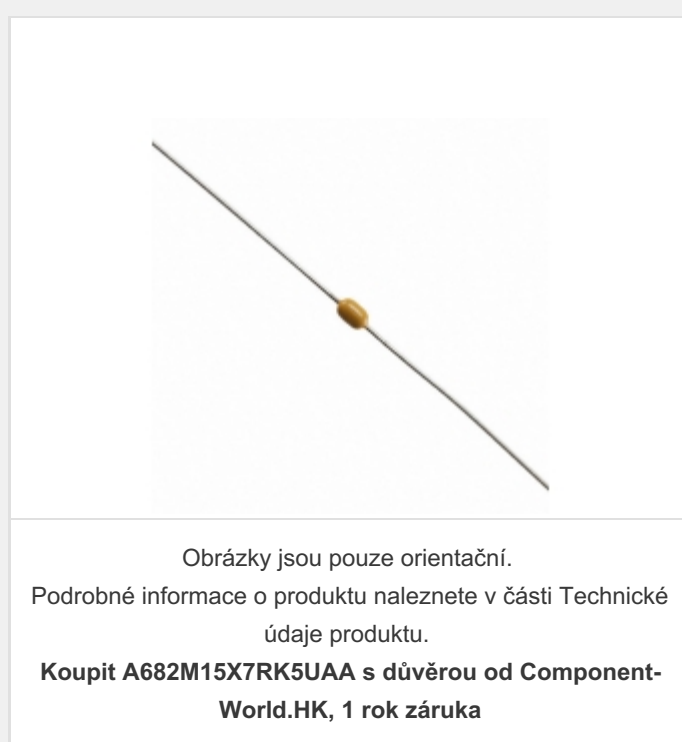 Obrázky jsou pouze orientační.
Podrobné informace o produktu naleznete v části Technické
údaje produktu.
Koupit A682M15X7RK5UAA s důvěrou od Component-
World.HK, 1 rok záruka